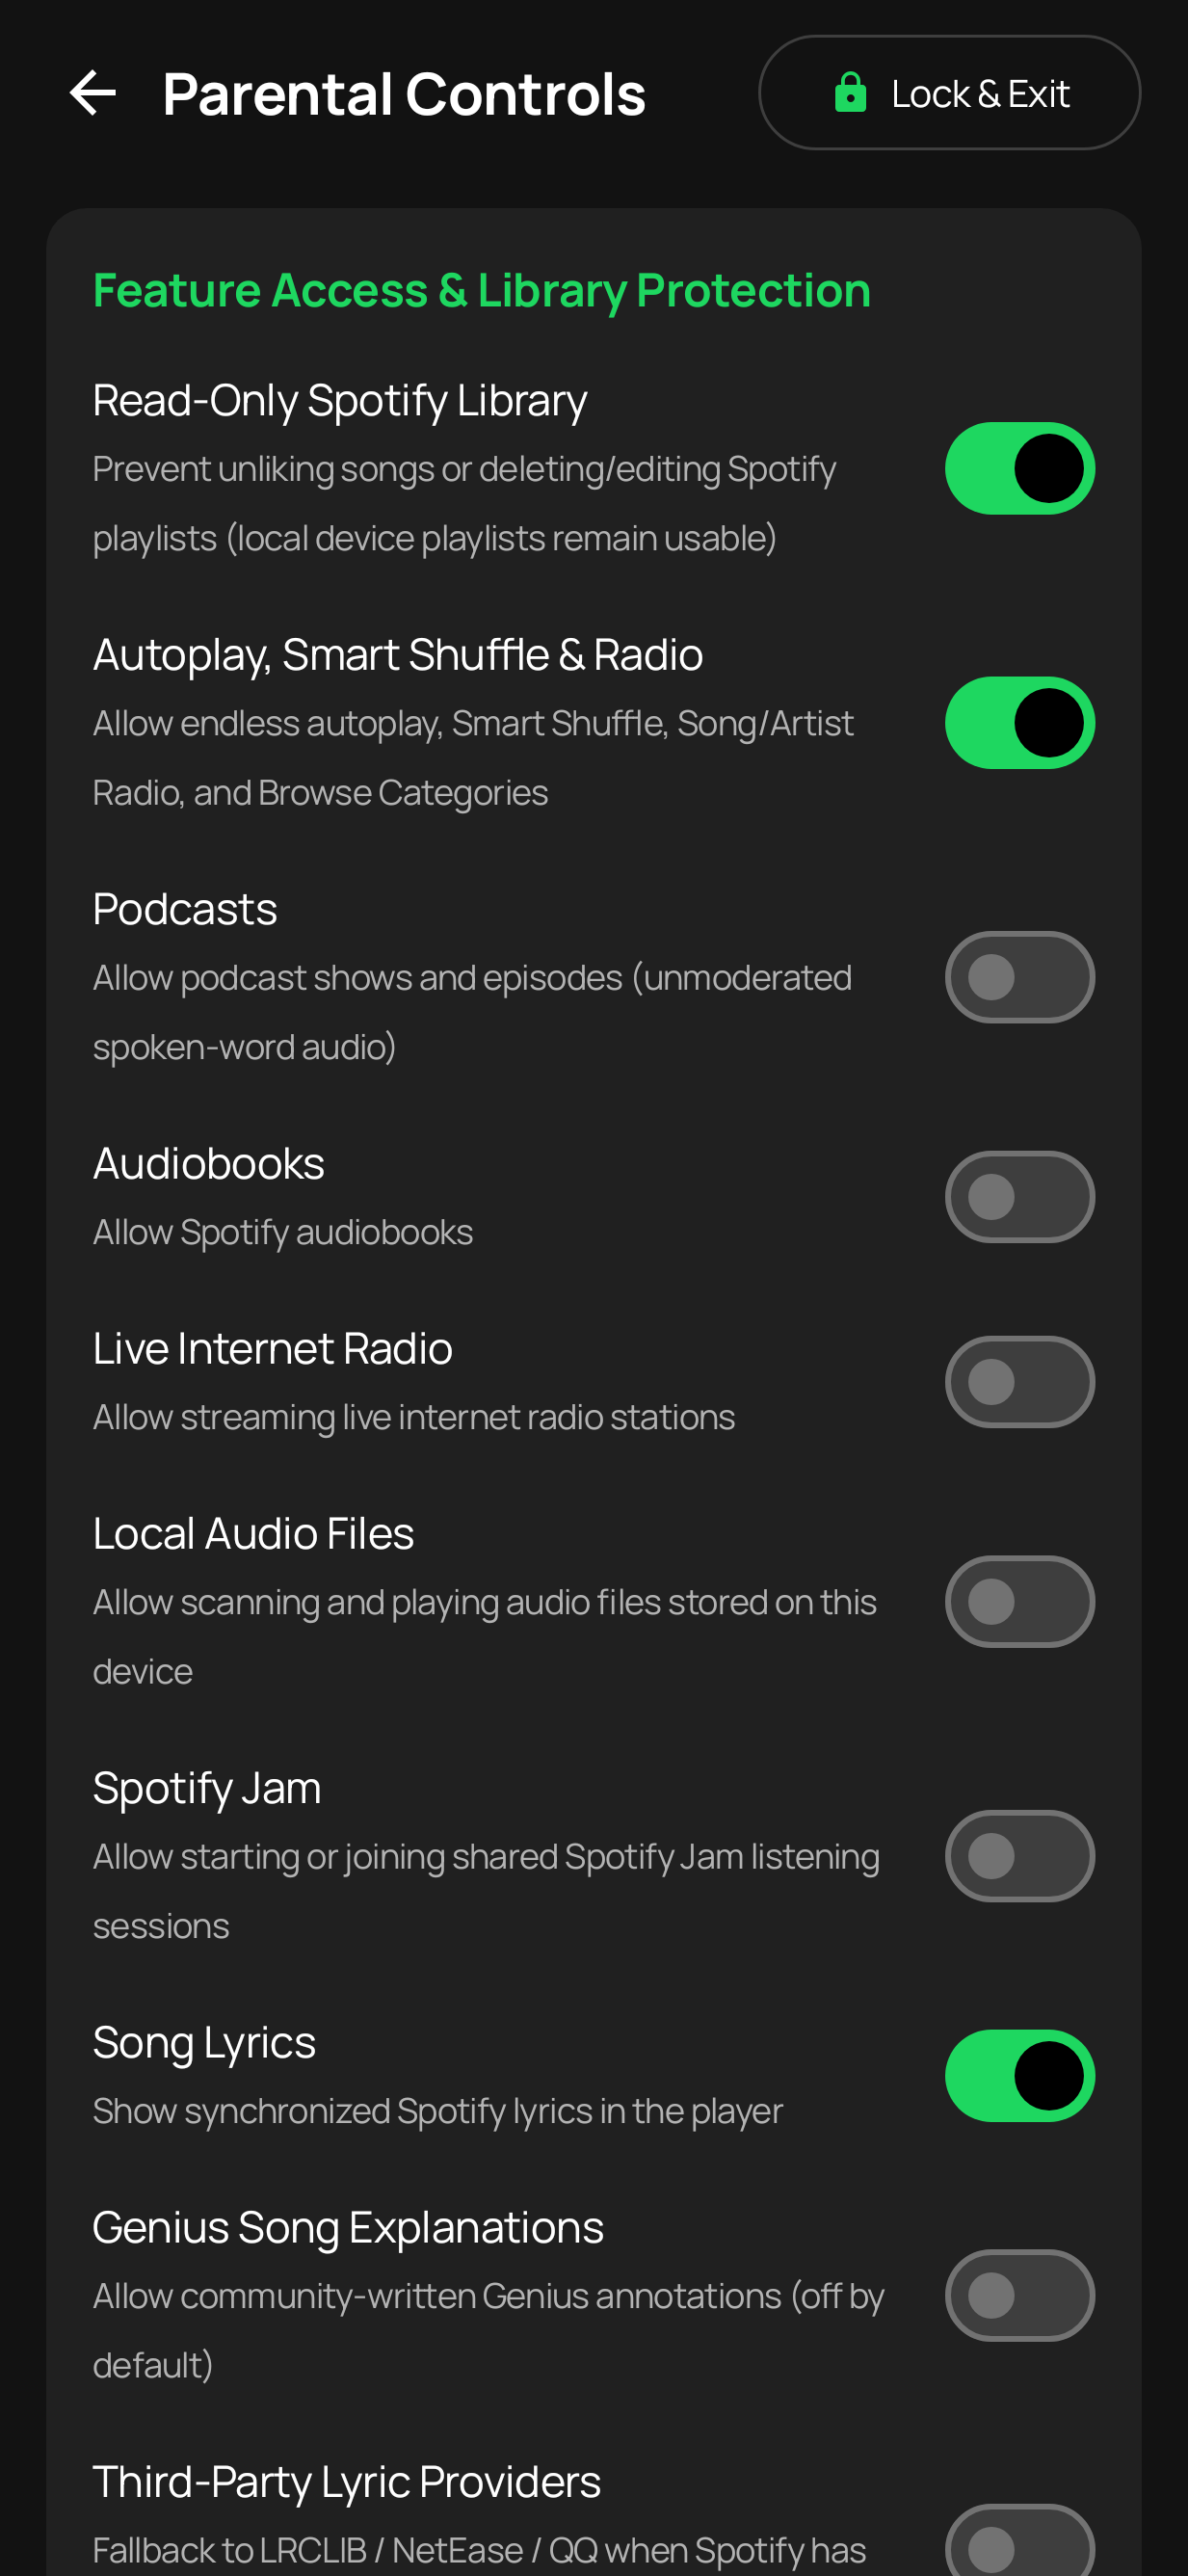 Parental Controls
Lock & Exit
Feature Access & Library Protection
Read-Only Spotify Library
Prevent unliking songs or deleting/editing Spotify
playlists (local device playlists remain usable)
Autoplay, Smart Shuffle & Radio
Allow endless autoplay, Smart Shuffle, Song/Artist
Radio, and Browse Categories
Podcasts
Allow podcast shows and episodes (unmoderated
spoken-word audio)
Audiobooks
Allow Spotify audiobooks
Live Internet Radio
Allow streaming live internet radio stations
Local Audio Files
Allow scanning and playing audio files stored on this
device
Spotify Jam
Allow starting or joining shared Spotify Jam listening
sessions
Song Lyrics
Show synchronized Spotify lyrics in the player
Genius Song Explanations
Allow community-written Genius annotations (off by
default)
Third-Party Lyric Providers
Fallback to LRCLIB / NetEase / QQ when Spotify has